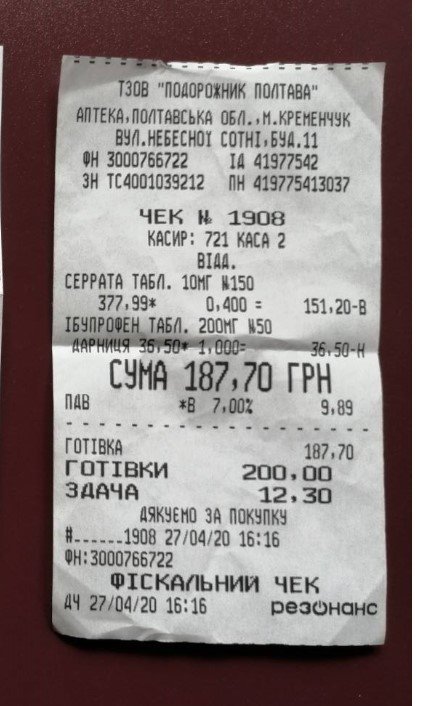 ТЗОВ "ПОДОРОЖНИК ПОЛТАВА"
АПТЕКА,ПОЛТАВСЬКА ОБЛ.,М.КРЕМЕНЧУК
ВУЛ.НЕБЕСНОЇ СОТНІ,БУД.11
ФН 3000766722 ІД 41977542
ЗН ТС4001039212 ПН 419775413037
ЧЕК № 1908
КАСИР: 721 КАСА 2
ВІДД.
СЕРРАТА ТАБЛ. 10МГ №150
377,99* 0,400 = 151,20-В
ІБУПРОФЕН ТАБЛ. 200МГ №50
ДАРНИЦЯ 36,50* 1,000= 36,50-Н
СУМА 187,70 ГРН
ПДВ *В 7,00% 9,89
ГОТІВКА 187,70
ГОТІВКИ 200,00
ЗДАЧА 12,30
ДЯКУЄМО ЗА ПОКУПКУ
#......1908 27/04/20 16:16
ФН:3000766722
ФІСКАЛЬНИЙ ЧЕК
ДЧ 27/04/20 16:16 резонанс